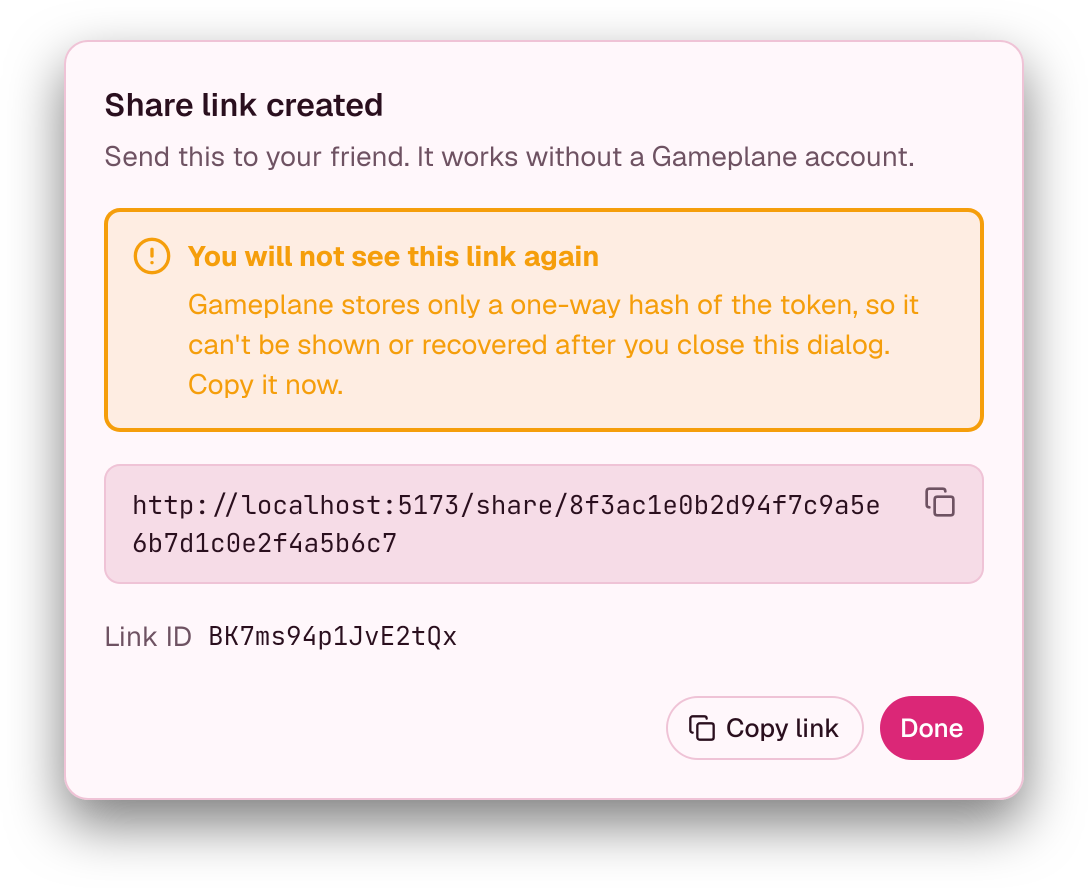 Share link created
Send this to your friend. It works without a Gameplane account.
You will not see this link again
Gameplane stores only a one-way hash of the token, so it
can't be shown or recovered after you close this dialog.
Copy it now.
http://localhost:5173/share/8f3ac1e0b2d94f7c9a5e
6b7d1c0e2f4a5b6c7
Link ID BK7ms94p1JvE2tQx
Copy link
Done